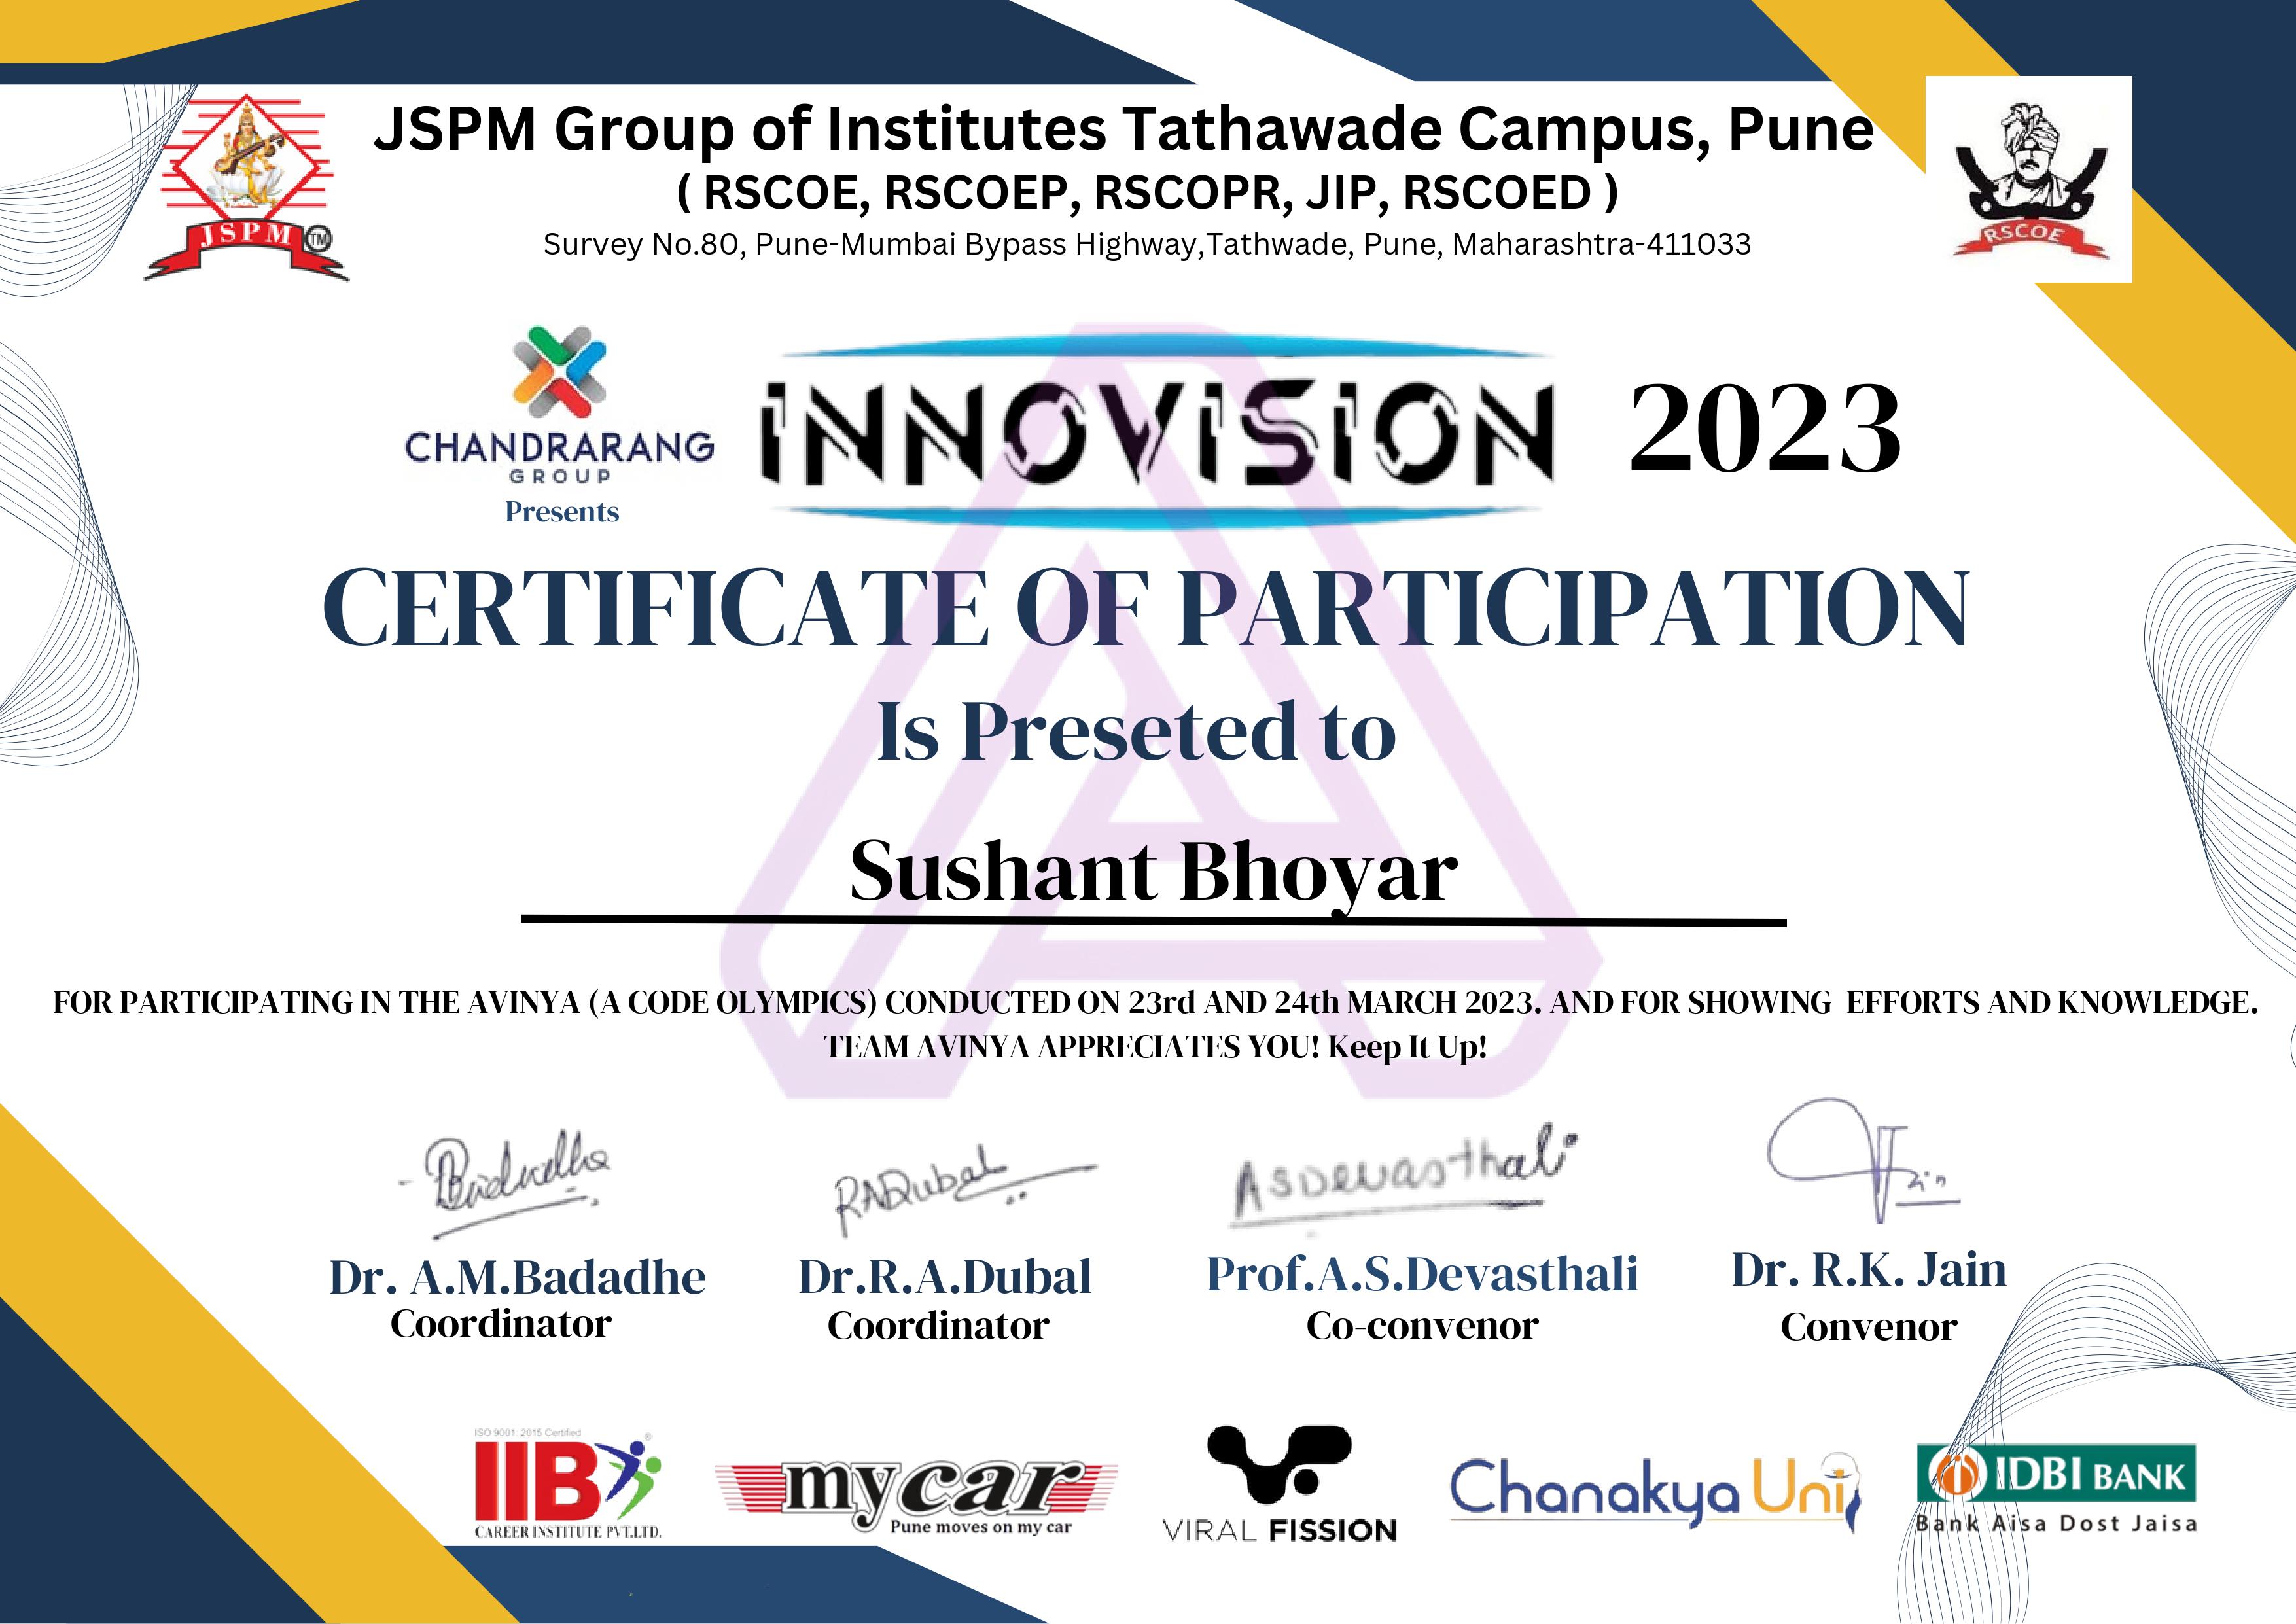 JSPM Group of Institutes Tathawade Campus, Pune
( RSCOE, RSCOEP, RSCOPR, JIP, RSCOED )
Survey No.80, Pune-Mumbai Bypass Highway,Tathwade, Pune, Maharashtra-411033
JSPM TM
RSCOE
CHANDRARANG
GROUP
Presents
INNOVISION 2023
CERTIFICATE OF PARTICIPATION
Is Preseted to
Sushant Bhoyar
FOR PARTICIPATING IN THE AVINYA (A CODE OLYMPICS) CONDUCTED ON 23rd AND 24th MARCH 2023. AND FOR SHOWING EFFORTS AND KNOWLEDGE.
TEAM AVINYA APPRECIATES YOU! Keep It Up!
Badadhe
RADubal
ASDevasthali
Jain
Dr. A.M.Badadhe
Coordinator
Dr.R.A.Dubal
Coordinator
Prof.A.S.Devasthali
Co-convenor
Dr. R.K. Jain
Convenor
ISO 9001: 2015 Certified
IIB ®
CAREER INSTITUTE PVT.LTD.
mycar
Pune moves on my car
VIRAL FISSION
Chanakya Uni
IDBI BANK
Bank Aisa Dost Jaisa